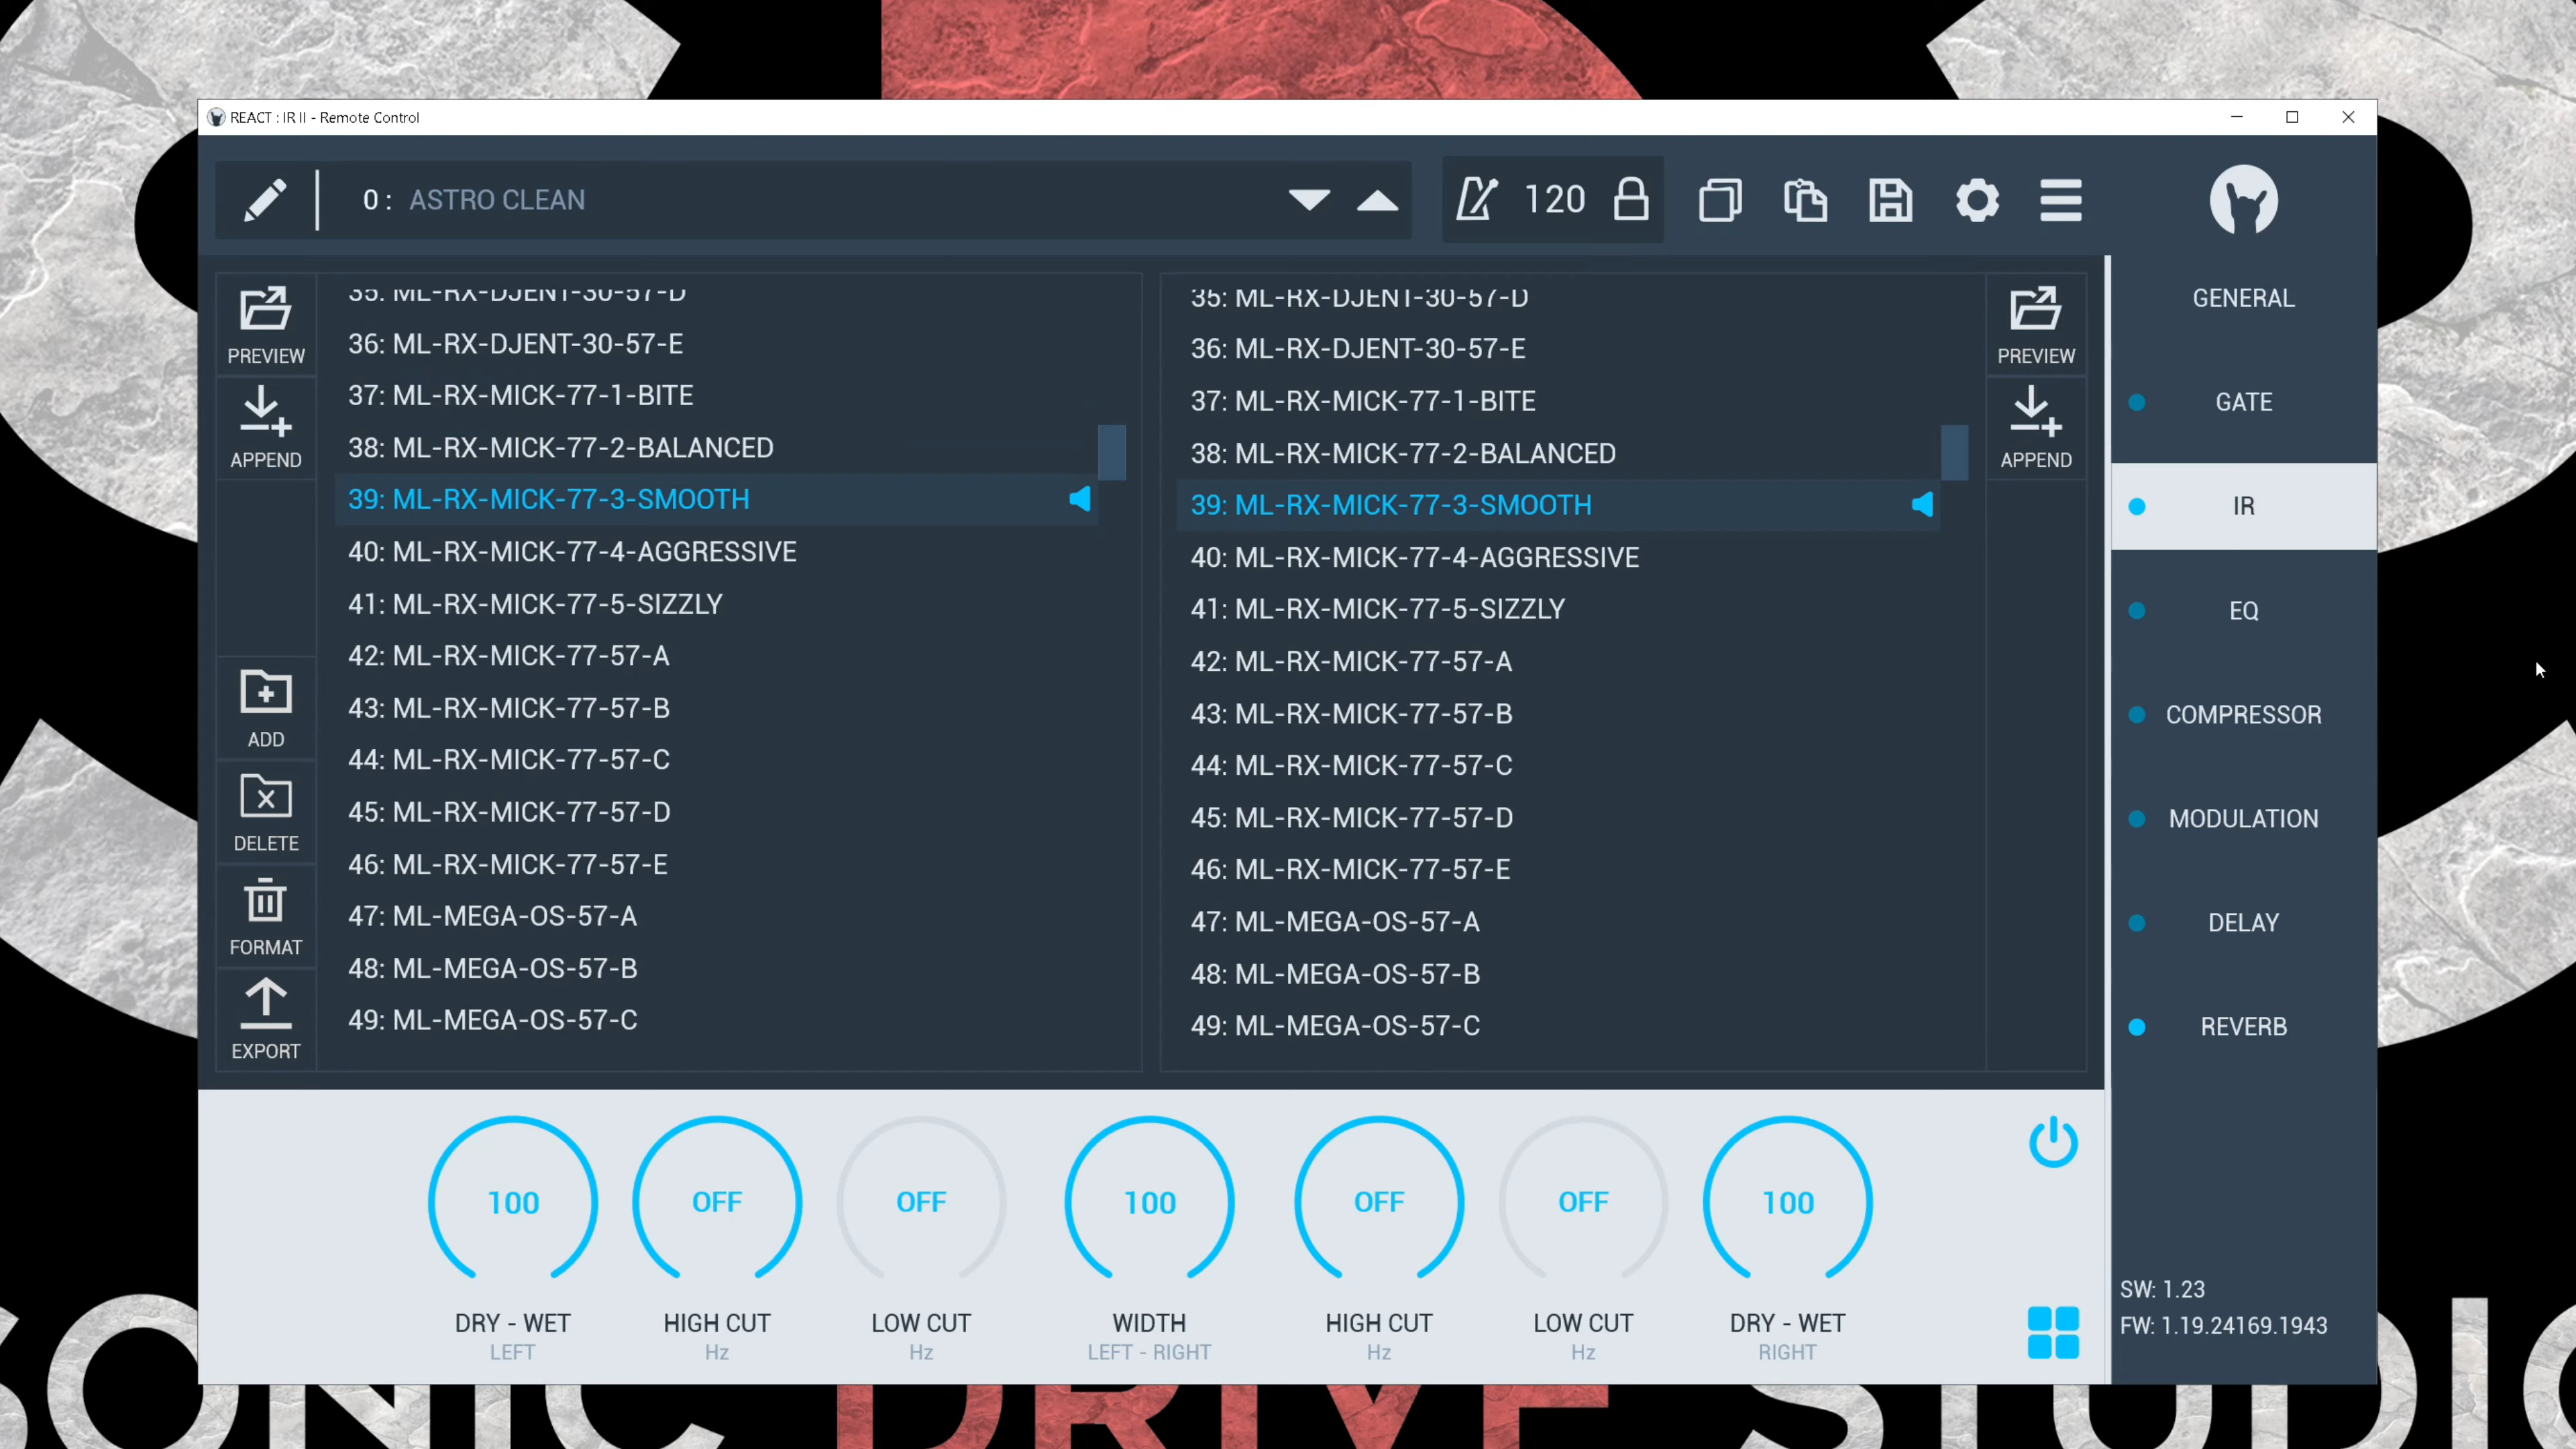 REACT : IR II - Remote Control
0 : ASTRO CLEAN
120
PREVIEW
APPEND
ADD
DELETE
FORMAT
EXPORT
35: ML-RX-DJENT-30-57-D
36: ML-RX-DJENT-30-57-E
37: ML-RX-MICK-77-1-BITE
38: ML-RX-MICK-77-2-BALANCED
39: ML-RX-MICK-77-3-SMOOTH
40: ML-RX-MICK-77-4-AGGRESSIVE
41: ML-RX-MICK-77-5-SIZZLY
42: ML-RX-MICK-77-57-A
43: ML-RX-MICK-77-57-B
44: ML-RX-MICK-77-57-C
45: ML-RX-MICK-77-57-D
46: ML-RX-MICK-77-57-E
47: ML-MEGA-OS-57-A
48: ML-MEGA-OS-57-B
49: ML-MEGA-OS-57-C
35: ML-RX-DJENT-30-57-D
36: ML-RX-DJENT-30-57-E
37: ML-RX-MICK-77-1-BITE
38: ML-RX-MICK-77-2-BALANCED
39: ML-RX-MICK-77-3-SMOOTH
40: ML-RX-MICK-77-4-AGGRESSIVE
41: ML-RX-MICK-77-5-SIZZLY
42: ML-RX-MICK-77-57-A
43: ML-RX-MICK-77-57-B
44: ML-RX-MICK-77-57-C
45: ML-RX-MICK-77-57-D
46: ML-RX-MICK-77-57-E
47: ML-MEGA-OS-57-A
48: ML-MEGA-OS-57-B
49: ML-MEGA-OS-57-C
PREVIEW
APPEND
GENERAL
GATE
IR
EQ
COMPRESSOR
MODULATION
DELAY
REVERB
SW: 1.23
FW: 1.19.24169.1943
100 OFF OFF 100 OFF OFF 100
DRY - WET HIGH CUT LOW CUT WIDTH HIGH CUT LOW CUT DRY - WET
LEFT Hz Hz LEFT - RIGHT Hz Hz RIGHT
SONIC DRIVE STUDIO